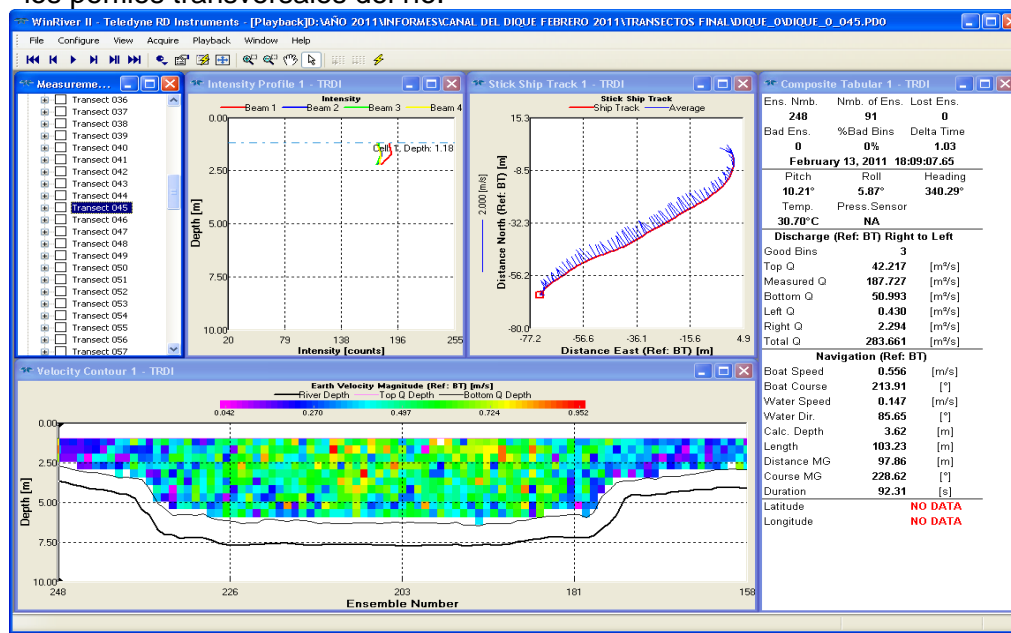 los perfiles transversales del río.
WinRiver II - Teledyne RD Instruments - [Playback]D:\AÑO 2011\INFORMES\CANAL DEL DIQUE FEBRERO 2011\TRANSECTOS FINAL\DIQUE_0\DIQUE_0_045.PD0
File Configure View Acquire Playback Window Help
Measureme...
Transect 036
Transect 037
Transect 038
Transect 039
Transect 040
Transect 041
Transect 042
Transect 043
Transect 044
Transect 045
Transect 046
Transect 047
Transect 048
Transect 049
Transect 050
Transect 051
Transect 052
Transect 053
Transect 054
Transect 055
Transect 056
Transect 057
Intensity Profile 1 - TRDI
Intensity
Beam 1 Beam 2 Beam 3 Beam 4
Cell: 1, Depth: 1.18
0.00
2.50
5.00
7.50
10.00
Depth [m]
20 79 138 196 255
Intensity [counts]
Stick Ship Track 1 - TRDI
Stick Ship Track
Ship Track Average
2.000 [m/s]
Distance North (Ref: BT) [m]
15.3
-8.5
-32.3
-56.2
-80.0
-77.2 -56.6 -36.1 -15.6 4.9
Distance East (Ref: BT) [m]
Composite Tabular 1 - TRDI
Ens. Nmb. Nmb. of Ens. Lost Ens.
248 91 0
Bad Ens. %Bad Bins Delta Time
0 0% 1.03
February 13, 2011 18:09:07.65
Pitch Roll Heading
10.21° 5.87° 340.29°
Temp. Press.Sensor
30.70°C NA
Discharge (Ref: BT) Right to Left
Good Bins 3
Top Q 42.217 [m³/s]
Measured Q 187.727 [m³/s]
Bottom Q 50.993 [m³/s]
Left Q 0.430 [m³/s]
Right Q 2.294 [m³/s]
Total Q 283.661 [m³/s]
Navigation (Ref: BT)
Boat Speed 0.556 [m/s]
Boat Course 213.91 [°]
Water Speed 0.147 [m/s]
Water Dir. 85.65 [°]
Calc. Depth 3.62 [m]
Length 103.23 [m]
Distance MG 97.86 [m]
Course MG 228.62 [°]
Duration 92.31 [s]
Latitude NO DATA
Longitude NO DATA
Velocity Contour 1 - TRDI
Earth Velocity Magnitude (Ref: BT) [m/s]
River Depth Top Q Depth Bottom Q Depth
0.042 0.270 0.497 0.724 0.952
0.00
2.50
5.00
7.50
10.00
Depth [m]
248 226 203 181 158
Ensemble Number